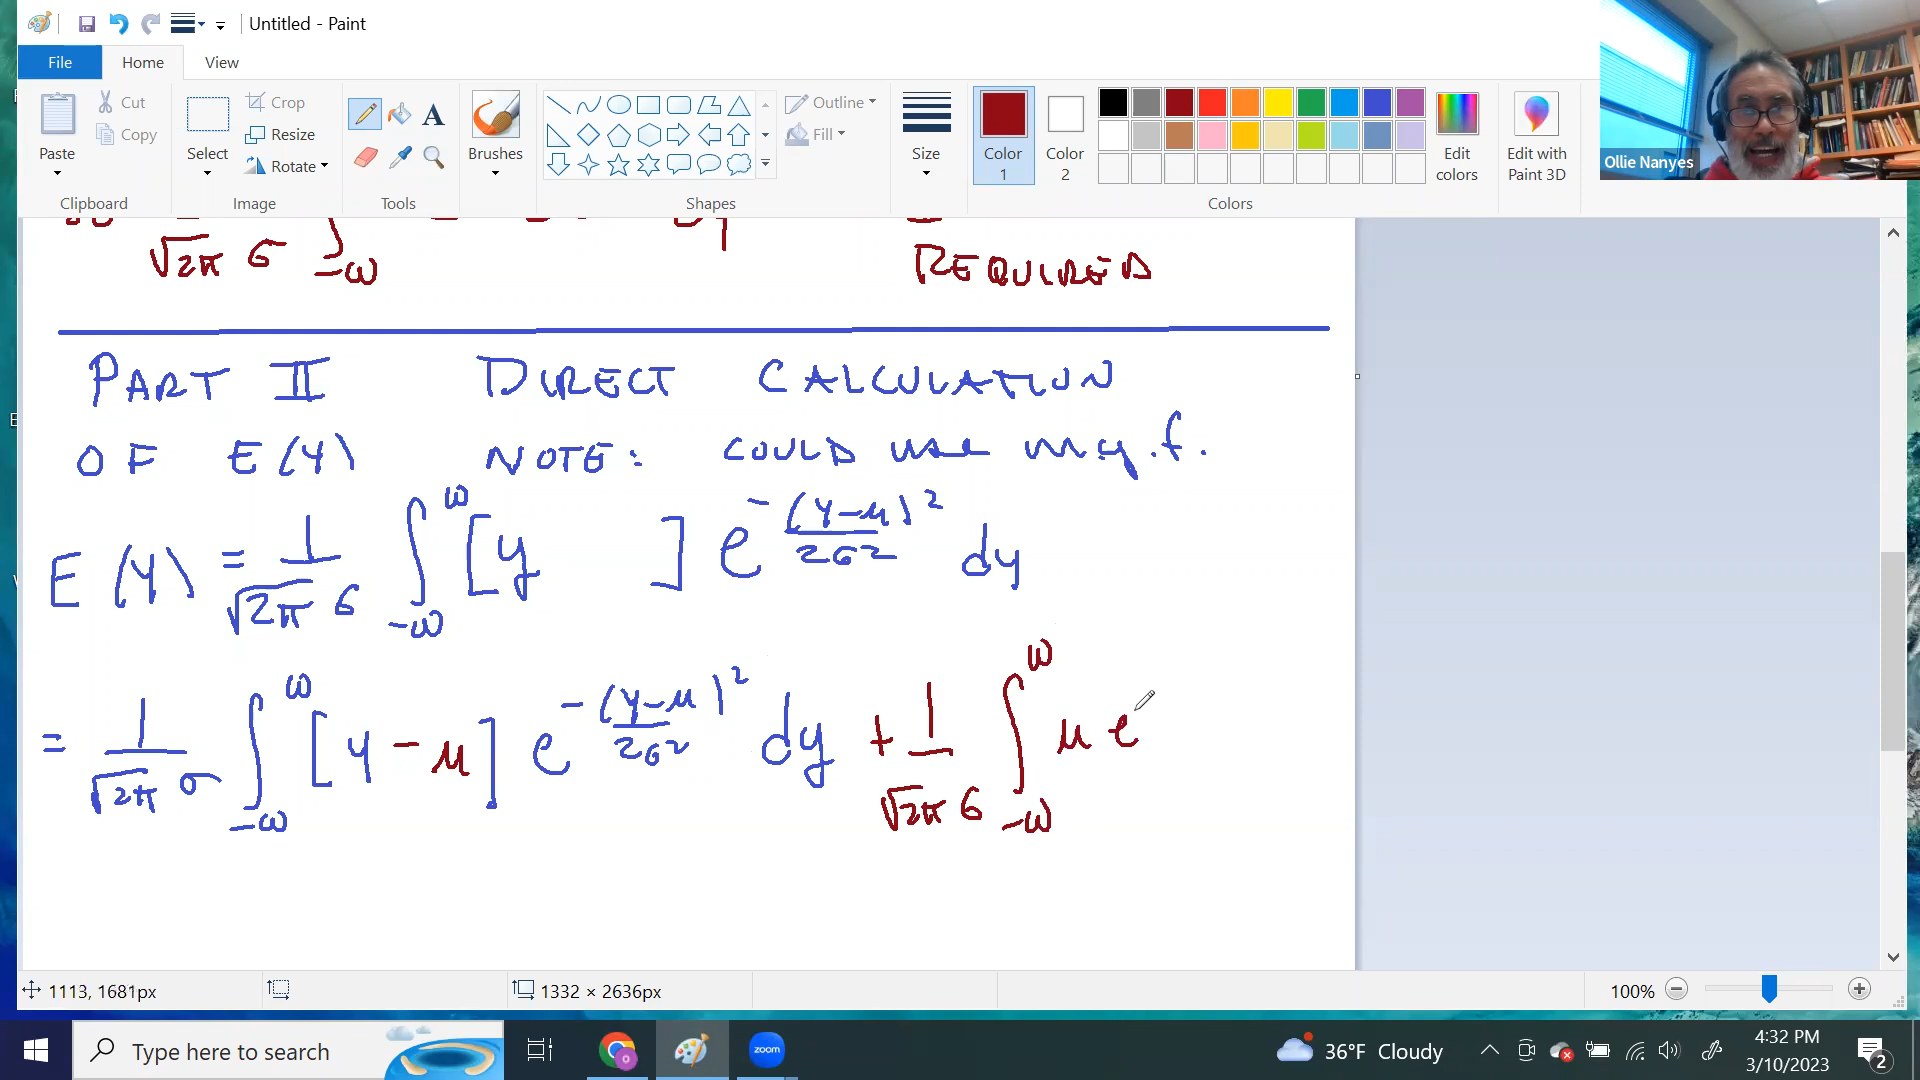 Untitled - Paint
File Home View
Paste Cut Copy Clipboard
Select Crop Resize Rotate Image
A Tools
Brushes
Outline Fill Shapes
Size
Color 1 Color 2
Edit colors Edit with Paint 3D
Colors
Ollie Nanyes
√2π σ ∫ -∞ REQUIRED
PART II DIRECT CALCULATION
OF E(Y) NOTE: COULD use m.g.f.
E(Y) = 1/(√2π σ) ∫_{-∞}^{∞} [y ] e^{-(y-μ)²/2σ²} dy
= 1/(√2π σ) ∫_{-∞}^{∞} [y - μ] e^{-(y-μ)²/2σ²} dy + 1/(√2π σ) ∫_{-∞}^{∞} μ e
1113, 1681px 1332 × 2636px 100%
Type here to search zoom 36°F Cloudy 4:32 PM 2
3/10/2023